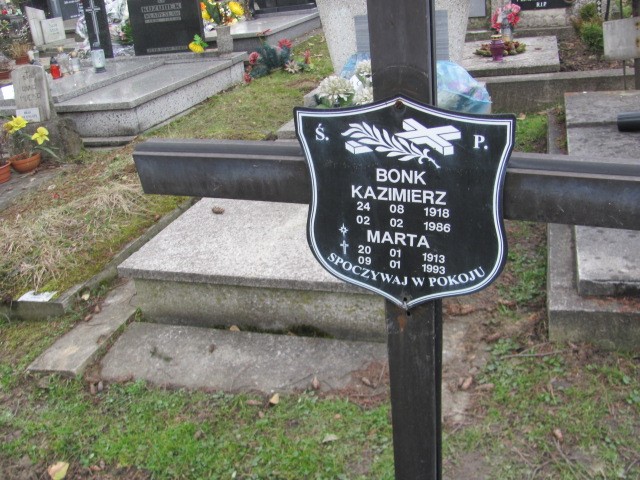 Ś. P.
BONK
KAZIMIERZ
24 08 1918
02 02 1986
MARTA
20 01 1913
09 01 1993
SPOCZYWAJ W POKOJU